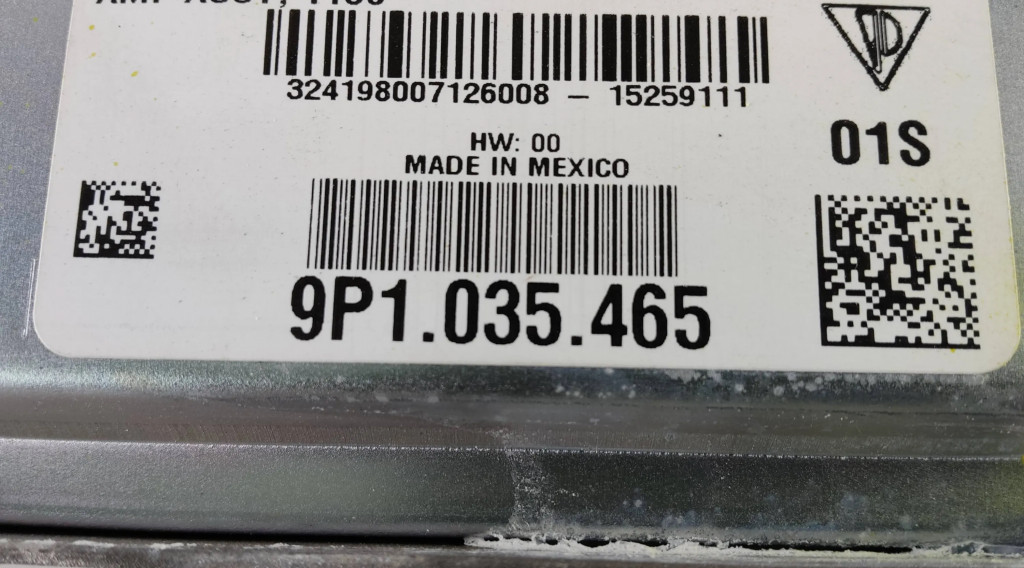 324198007126008 – 15259111
HW: 00
MADE IN MEXICO
01S
9P1.035.465